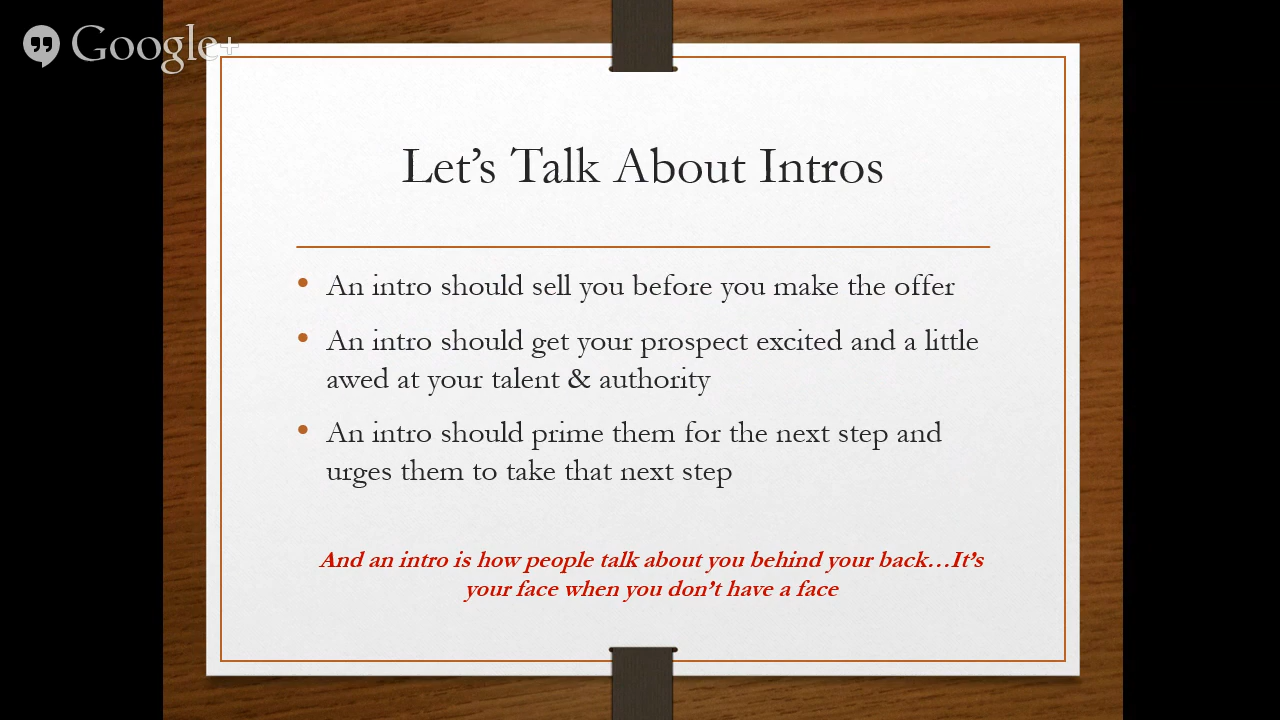 Google+
Let's Talk About Intros
• An intro should sell you before you make the offer
• An intro should get your prospect excited and a little
awed at your talent & authority
• An intro should prime them for the next step and
urges them to take that next step
And an intro is how people talk about you behind your back…It's
your face when you don't have a face